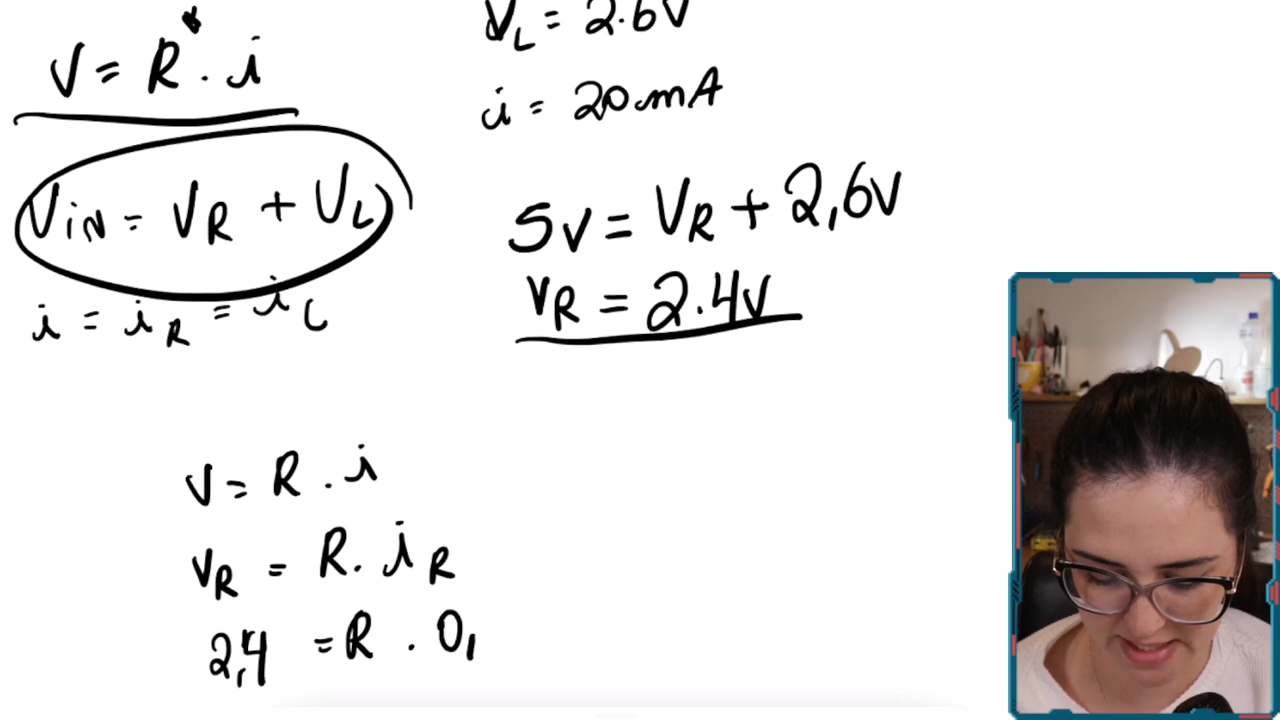 V = R . i
Vin = VR + VL
i = iR = iL
VL = 2.6V
i = 20mA
5V = VR + 2,6V
VR = 2.4V
V = R . i
VR = R . iR
2,4 = R . 0,